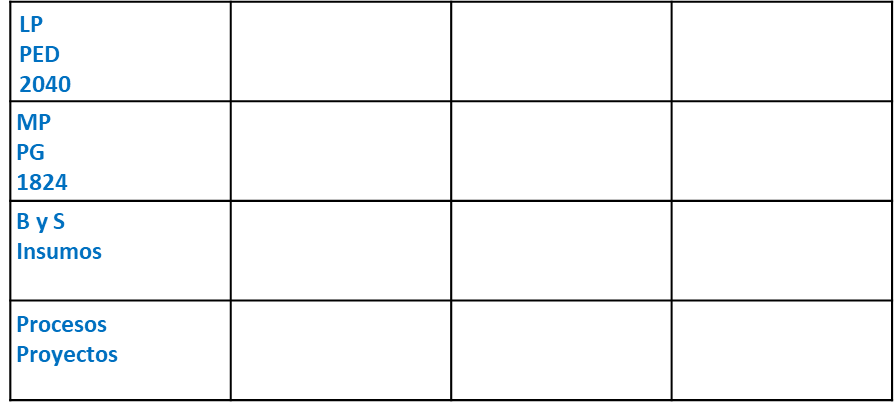 LP
PED
2040
MP
PG
1824
B y S
Insumos
Procesos
Proyectos